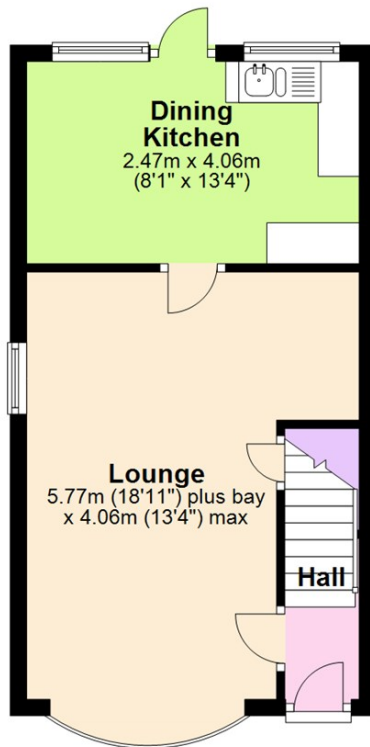 Dining
Kitchen
2.47m x 4.06m
(8'1" x 13'4")
Lounge
5.77m (18'11") plus bay
x 4.06m (13'4") max
Hall